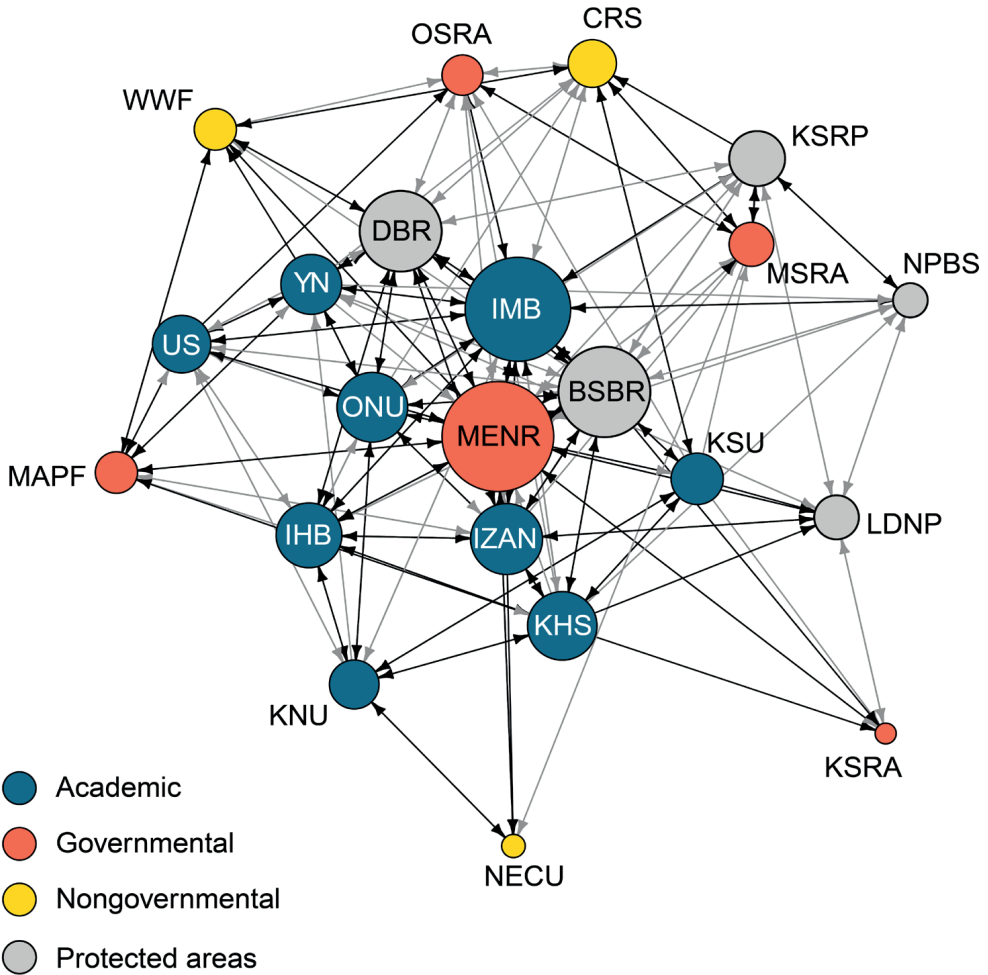 CRS
OSRA
WWF
KSRP
DBR
MSRA
NPBS
YN
IMB
US
BSBR
ONU
MENR
KSU
MAPF
LDNP
IHB
IZAN
KHS
KNU
KSRA
NECU
Academic
Governmental
Nongovernmental
Protected areas